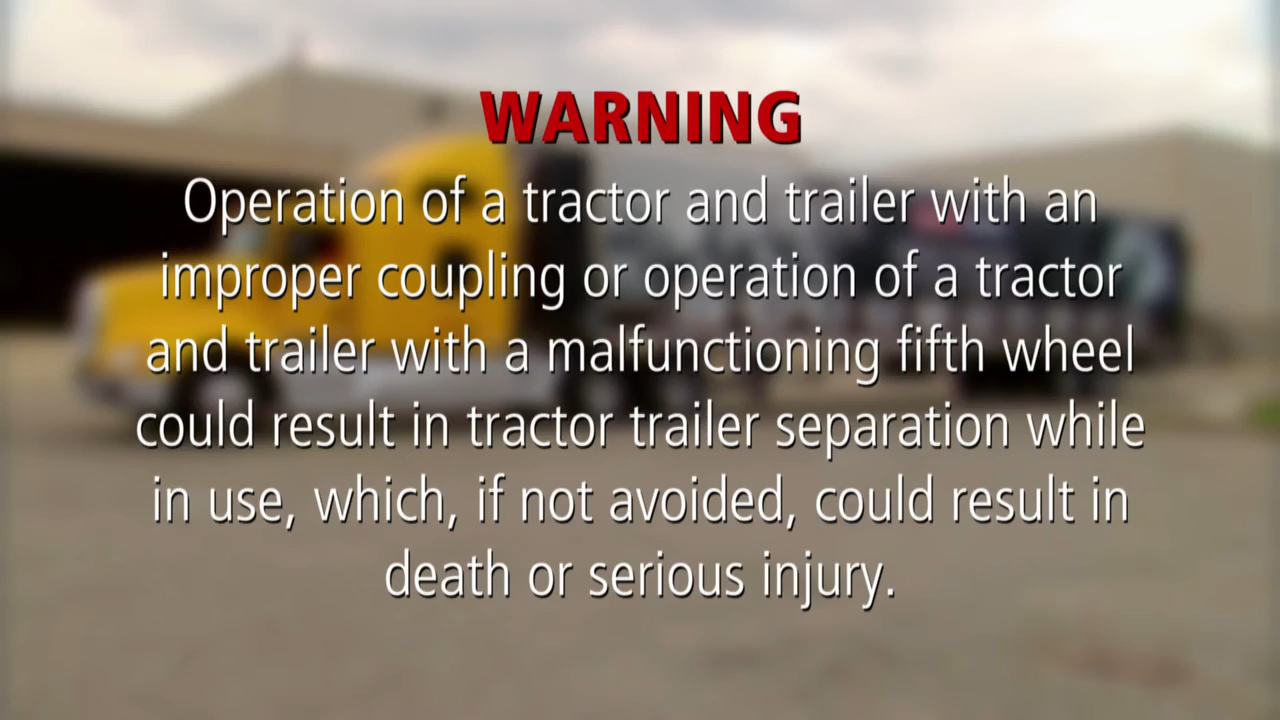 WARNING
Operation of a tractor and trailer with an
improper coupling or operation of a tractor
and trailer with a malfunctioning fifth wheel
could result in tractor trailer separation while
in use, which, if not avoided, could result in
death or serious injury.